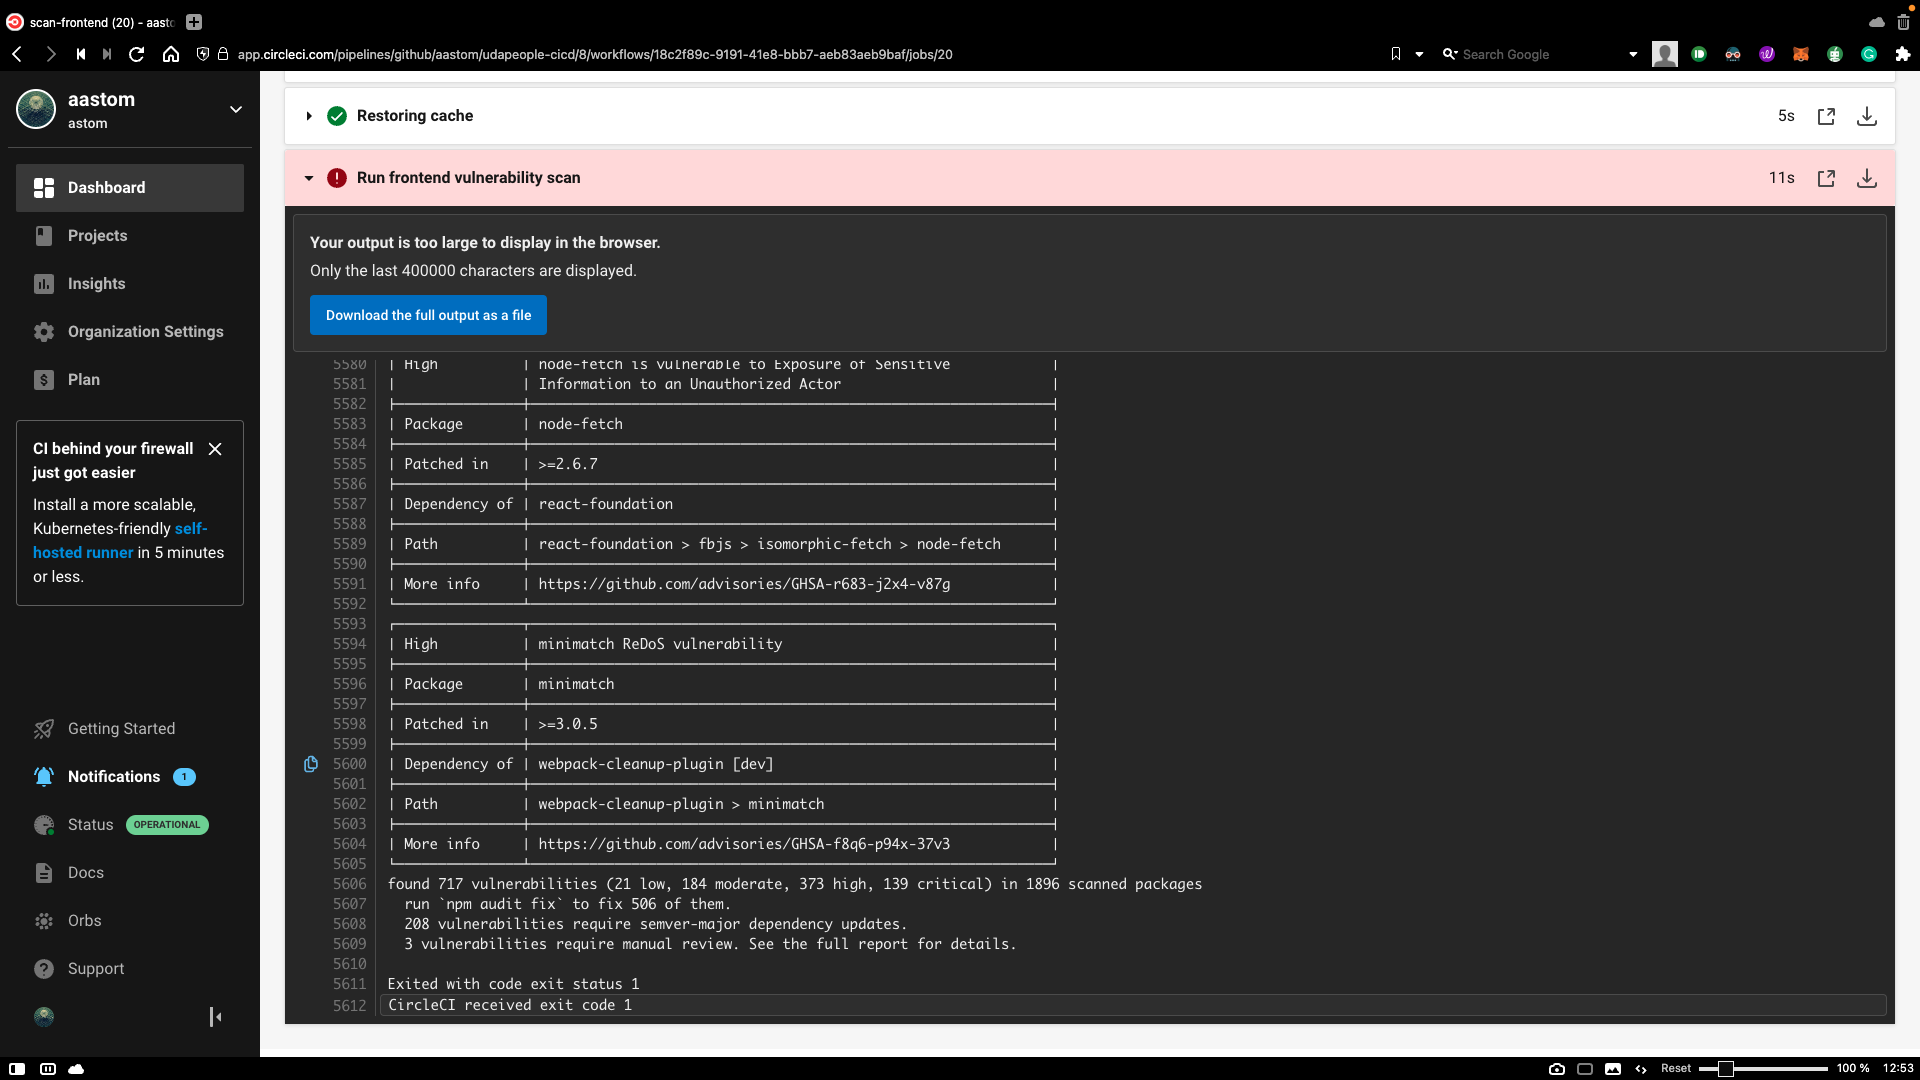 scan-frontend (20) - aasto
app.circleci.com/pipelines/github/aastom/udapeople-cicd/8/workflows/18c2f89c-9191-41e8-bbb7-aeb83aeb9baf/jobs/20
Search Google
aastom
astom
Dashboard
Projects
Insights
Organization Settings
Plan
CI behind your firewall
just got easier
Install a more scalable,
Kubernetes-friendly self-
hosted runner in 5 minutes
or less.
Getting Started
Notifications 1
Status OPERATIONAL
Docs
Orbs
Support
Restoring cache 5s
Run frontend vulnerability scan 11s
Your output is too large to display in the browser.
Only the last 400000 characters are displayed.
Download the full output as a file
5580 | High | node-fetch is vulnerable to Exposure of Sensitive |
5581 | | Information to an Unauthorized Actor |
5582
5583 | Package | node-fetch |
5584
5585 | Patched in | >=2.6.7 |
5586
5587 | Dependency of | react-foundation |
5588
5589 | Path | react-foundation > fbjs > isomorphic-fetch > node-fetch |
5590
5591 | More info | https://github.com/advisories/GHSA-r683-j2x4-v87g |
5592
5593
5594 | High | minimatch ReDoS vulnerability |
5595
5596 | Package | minimatch |
5597
5598 | Patched in | >=3.0.5 |
5599
5600 | Dependency of | webpack-cleanup-plugin [dev] |
5601
5602 | Path | webpack-cleanup-plugin > minimatch |
5603
5604 | More info | https://github.com/advisories/GHSA-f8q6-p94x-37v3 |
5605
5606 found 717 vulnerabilities (21 low, 184 moderate, 373 high, 139 critical) in 1896 scanned packages
5607 run `npm audit fix` to fix 506 of them.
5608 208 vulnerabilities require semver-major dependency updates.
5609 3 vulnerabilities require manual review. See the full report for details.
5610
5611 Exited with code exit status 1
5612 CircleCI received exit code 1
Reset 100 % 12:53